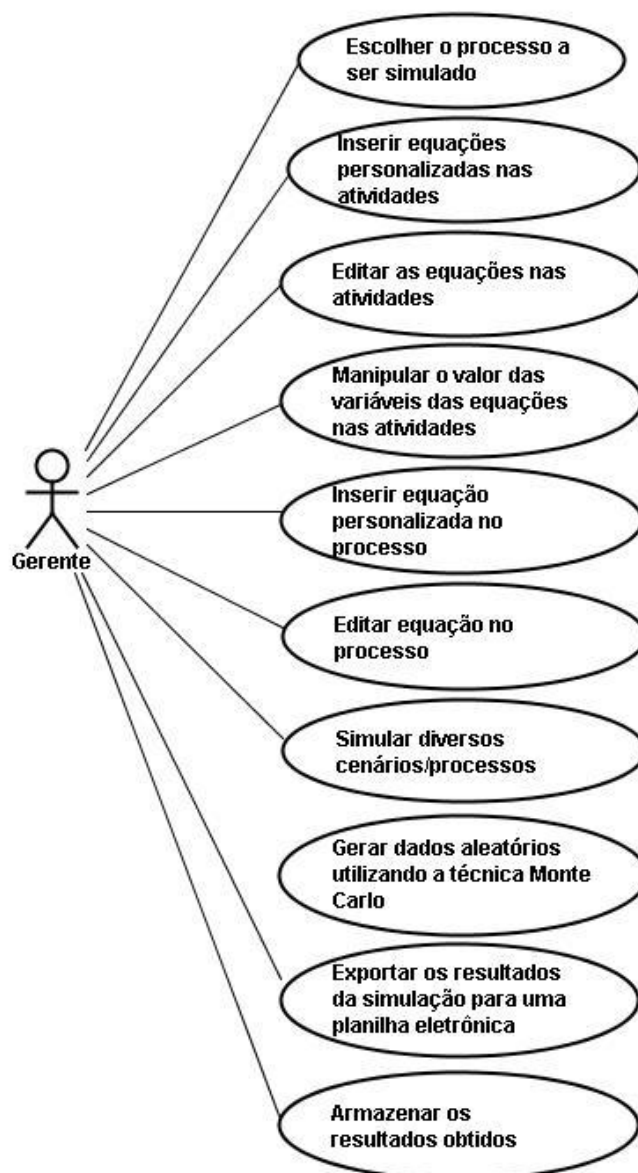 Escolher o processo a
ser simulado
Inserir equações
personalizadas nas
atividades
Editar as equações nas
atividades
Manipular o valor das
variáveis das equações
nas atividades
Inserir equação
personalizada no
processo
Gerente
Editar equação no
processo
Simular diversos
cenários/processos
Gerar dados aleatórios
utilizando a técnica Monte
Carlo
Exportar os resultados
da simulação para uma
planilha eletrônica
Armazenar os
resultados obtidos